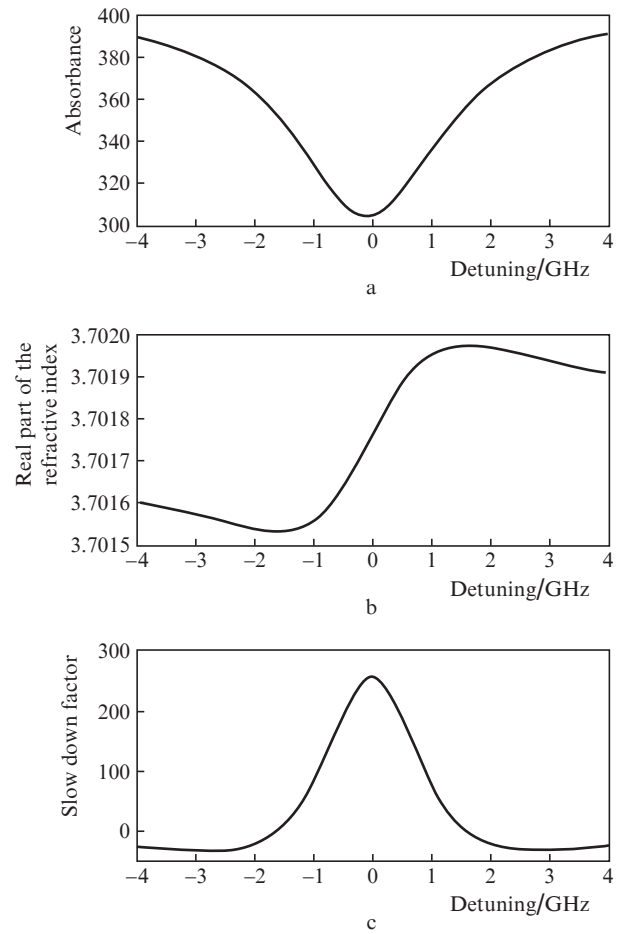 400
380
360
340
320
300
Absorbance
–4 –3 –2 –1 0 1 2 3 4
Detuning/GHz
a
3.7020
3.7019
3.7018
3.7017
3.7016
3.7015
Real part of the
refractive index
–4 –3 –2 –1 0 1 2 3 4
Detuning/GHz
b
300
200
100
0
Slow down factor
–4 –3 –2 –1 0 1 2 3 4
Detuning/GHz
c